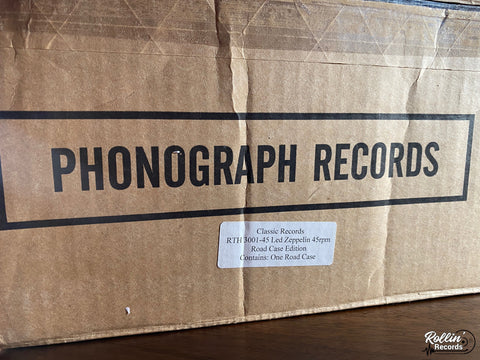 PHONOGRAPH RECORDS
Classic Records
RTH 3001-45 Led Zeppelin 45rpm
Road Case Edition
Contains: One Road Case
Rollin'
Records